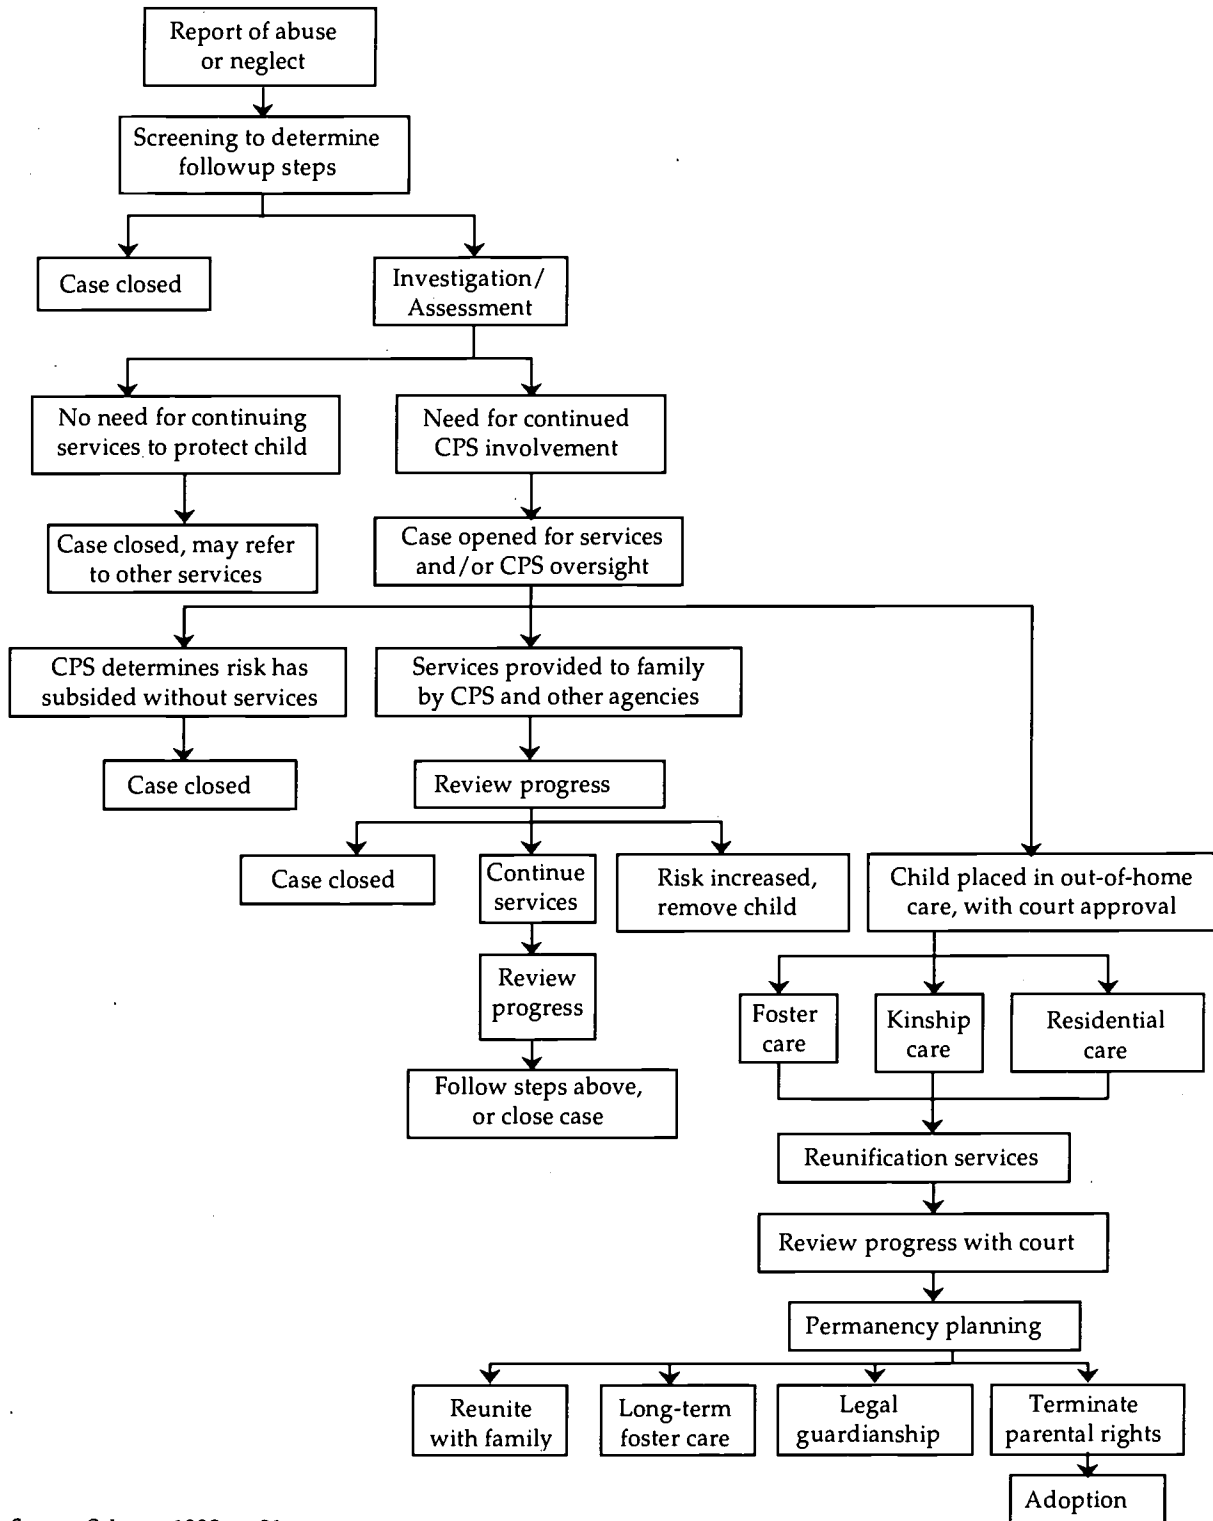 Report of abuse
or neglect
Screening to determine
followup steps
Case closed
Investigation/
Assessment
No need for continuing
services to protect child
Need for continued
CPS involvement
Case closed, may refer
to other services
Case opened for services
and/or CPS oversight
CPS determines risk has
subsided without services
Services provided to family
by CPS and other agencies
Case closed
Review progress
Case closed
Continue
services
Risk increased,
remove child
Child placed in out-of-home
care, with court approval
Review
progress
Foster
care
Kinship
care
Residential
care
Follow steps above,
or close case
Reunification services
Review progress with court
Permanency planning
Reunite
with family
Long-term
foster care
Legal
guardianship
Terminate
parental rights
Adoption